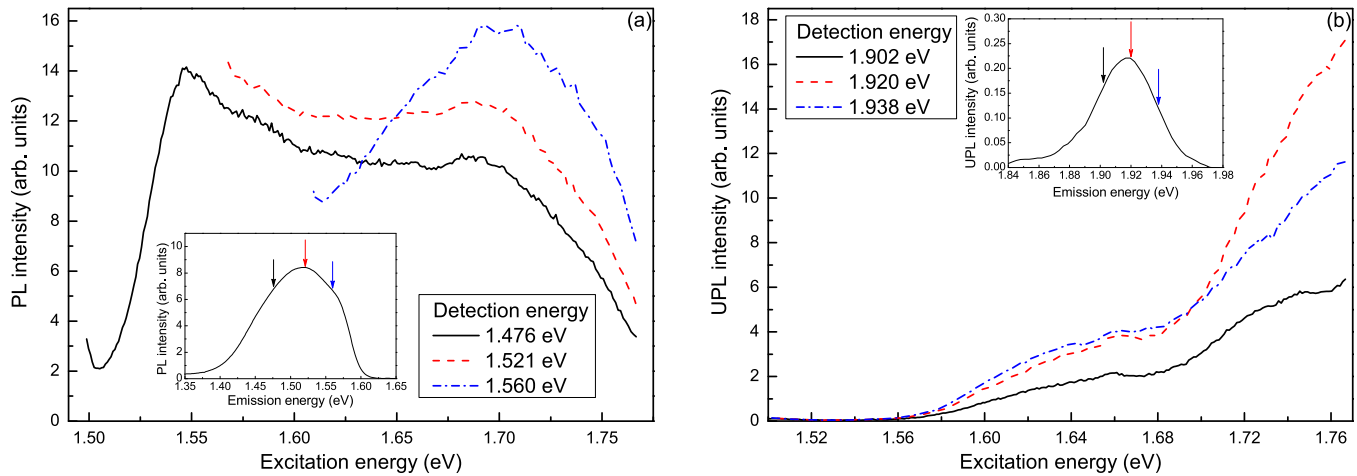 (a)
PL intensity (arb. units)
16
14
12
10
8
6
4
2
0
1.50 1.55 1.60 1.65 1.70 1.75
Excitation energy (eV)
PL intensity (arb. units)
10
8
6
4
2
0
1.35 1.40 1.45 1.50 1.55 1.60 1.65
Emission energy (eV)
Detection energy
1.476 eV
1.521 eV
1.560 eV
(b)
UPL intensity (arb. units)
18
16
14
12
10
8
6
4
2
0
1.52 1.56 1.60 1.64 1.68 1.72 1.76
Excitation energy (eV)
Detection energy
1.902 eV
1.920 eV
1.938 eV
UPL intensity (arb. units)
0.30
0.25
0.20
0.15
0.10
0.05
0.00
1.84 1.86 1.88 1.90 1.92 1.94 1.96 1.98
Emission energy (eV)